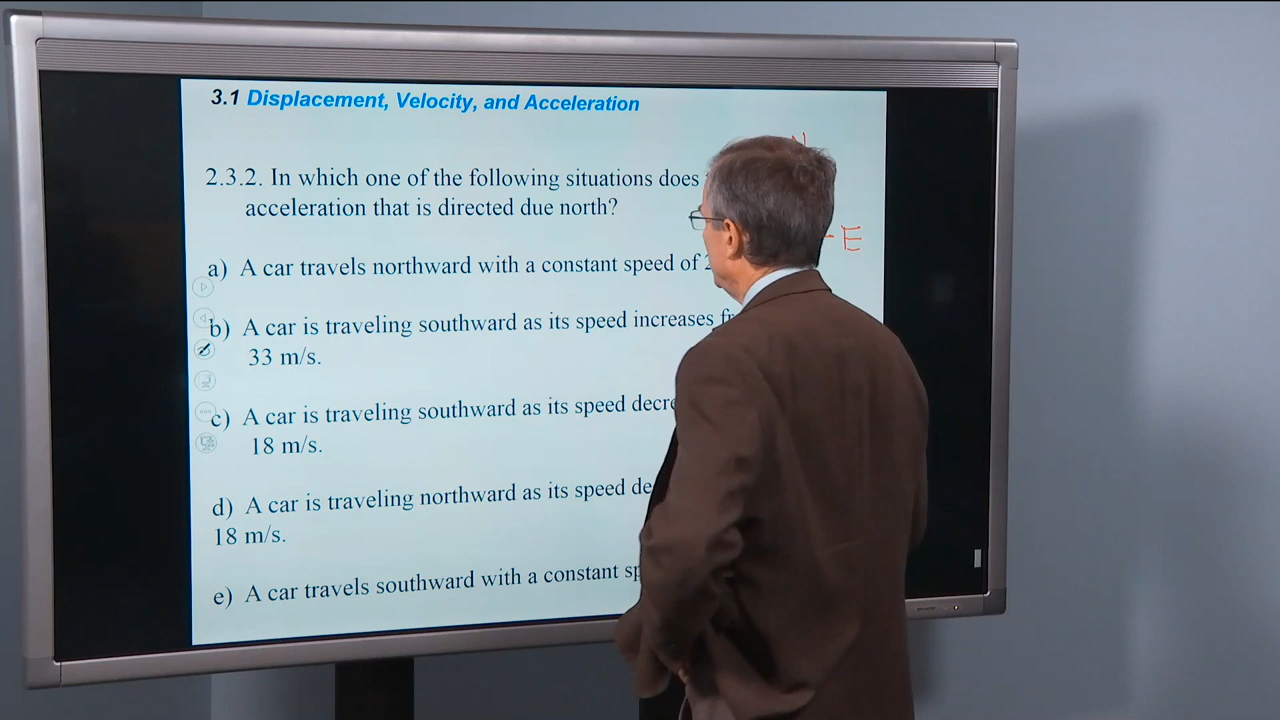 3.1 Displacement, Velocity, and Acceleration
N
2.3.2. In which one of the following situations does
acceleration that is directed due north?
E
a) A car travels northward with a constant speed of
b) A car is traveling southward as its speed increases
33 m/s.
c) A car is traveling southward as its speed
18 m/s.
d) A car is traveling northward as its speed
18 m/s.
e) A car travels southward with a constant